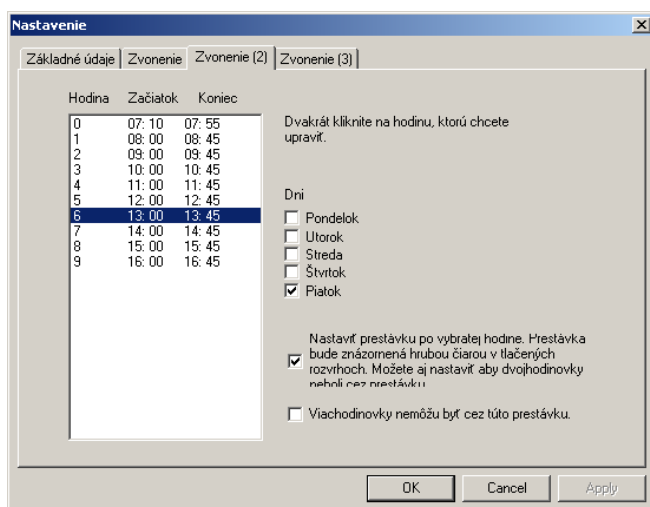 Nastavenie
Základné údaje Zvonenie Zvonenie (2) Zvonenie (3)
Hodina Začiatok Koniec
0 07: 10 07: 55
1 08: 00 08: 45
2 09: 00 09: 45
3 10: 00 10: 45
4 11: 00 11: 45
5 12: 00 12: 45
6 13: 00 13: 45
7 14: 00 14: 45
8 15: 00 15: 45
9 16: 00 16: 45
Dvakrát kliknite na hodinu, ktorú chcete
upraviť.
Dni
Pondelok
Utorok
Streda
Štvrtok
Piatok
Nastaviť prestávku po vybratej hodine. Prestávka
bude znázornená hrubou čiarou v tlačených
rozvrhoch. Možete aj nastaviť aby dvojhodinovky
neboli cez prestávku
Viachodinovky nemôžu byť cez túto prestávku.
OK Cancel Apply